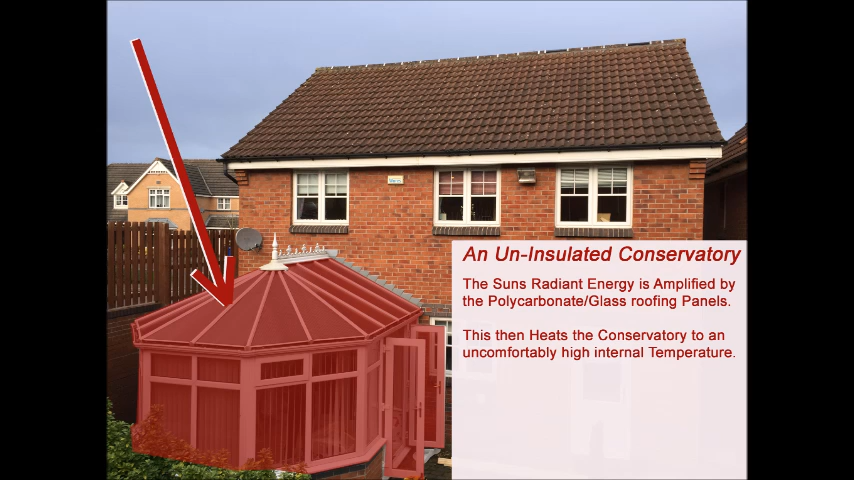 An Un-Insulated Conservatory
The Suns Radiant Energy is Amplified by
the Polycarbonate/Glass roofing Panels.
This then Heats the Conservatory to an
uncomfortably high internal Temperature.